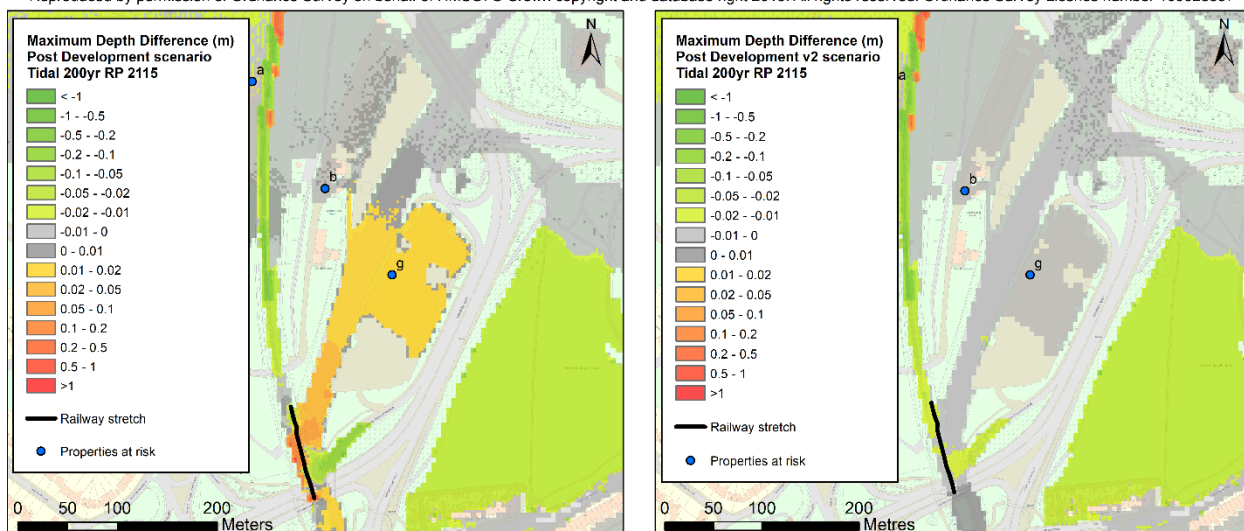 Maximum Depth Difference (m)
Post Development scenario
Tidal 200yr RP 2115
< -1
-1 - -0.5
-0.5 - -0.2
-0.2 - -0.1
-0.1 - -0.05
-0.05 - -0.02
-0.02 - -0.01
-0.01 - 0
0 - 0.01
0.01 - 0.02
0.02 - 0.05
0.05 - 0.1
0.1 - 0.2
0.2 - 0.5
0.5 - 1
>1
Railway stretch
Properties at risk
N
a
b
g
0 50 100 200
Meters
Maximum Depth Difference (m)
Post Development v2 scenario
Tidal 200yr RP 2115
< -1
-1 - -0.5
-0.5 - -0.2
-0.2 - -0.1
-0.1 - -0.05
-0.05 - -0.02
-0.02 - -0.01
-0.01 - 0
0 - 0.01
0.01 - 0.02
0.02 - 0.05
0.05 - 0.1
0.1 - 0.2
0.2 - 0.5
0.5 - 1
>1
Railway stretch
Properties at risk
N
a
b
g
0 50 100 200
Metres